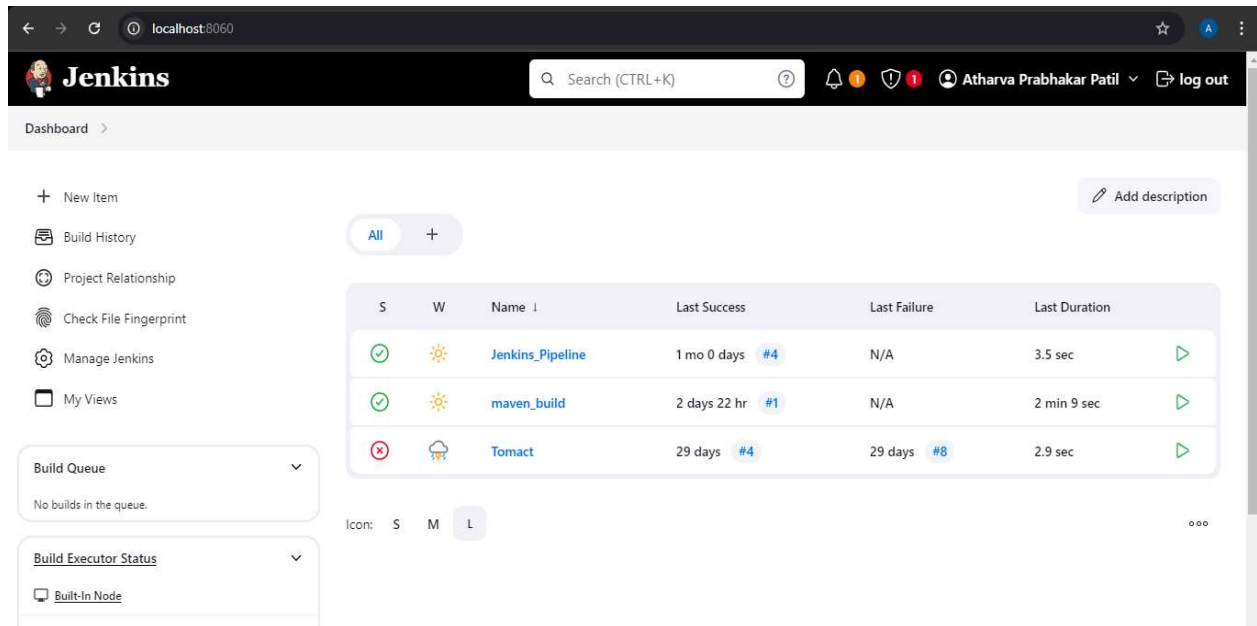 localhost:8060
A
Jenkins
Search (CTRL+K)
1
1
Atharva Prabhakar Patil
log out
Dashboard
New Item
Build History
Project Relationship
Check File Fingerprint
Manage Jenkins
My Views
Build Queue
No builds in the queue.
Build Executor Status
Built-In Node
Add description
All +
S W Name ↓ Last Success Last Failure Last Duration
Jenkins_Pipeline 1 mo 0 days #4 N/A 3.5 sec
maven_build 2 days 22 hr #1 N/A 2 min 9 sec
Tomact 29 days #4 29 days #8 2.9 sec
Icon: S M L